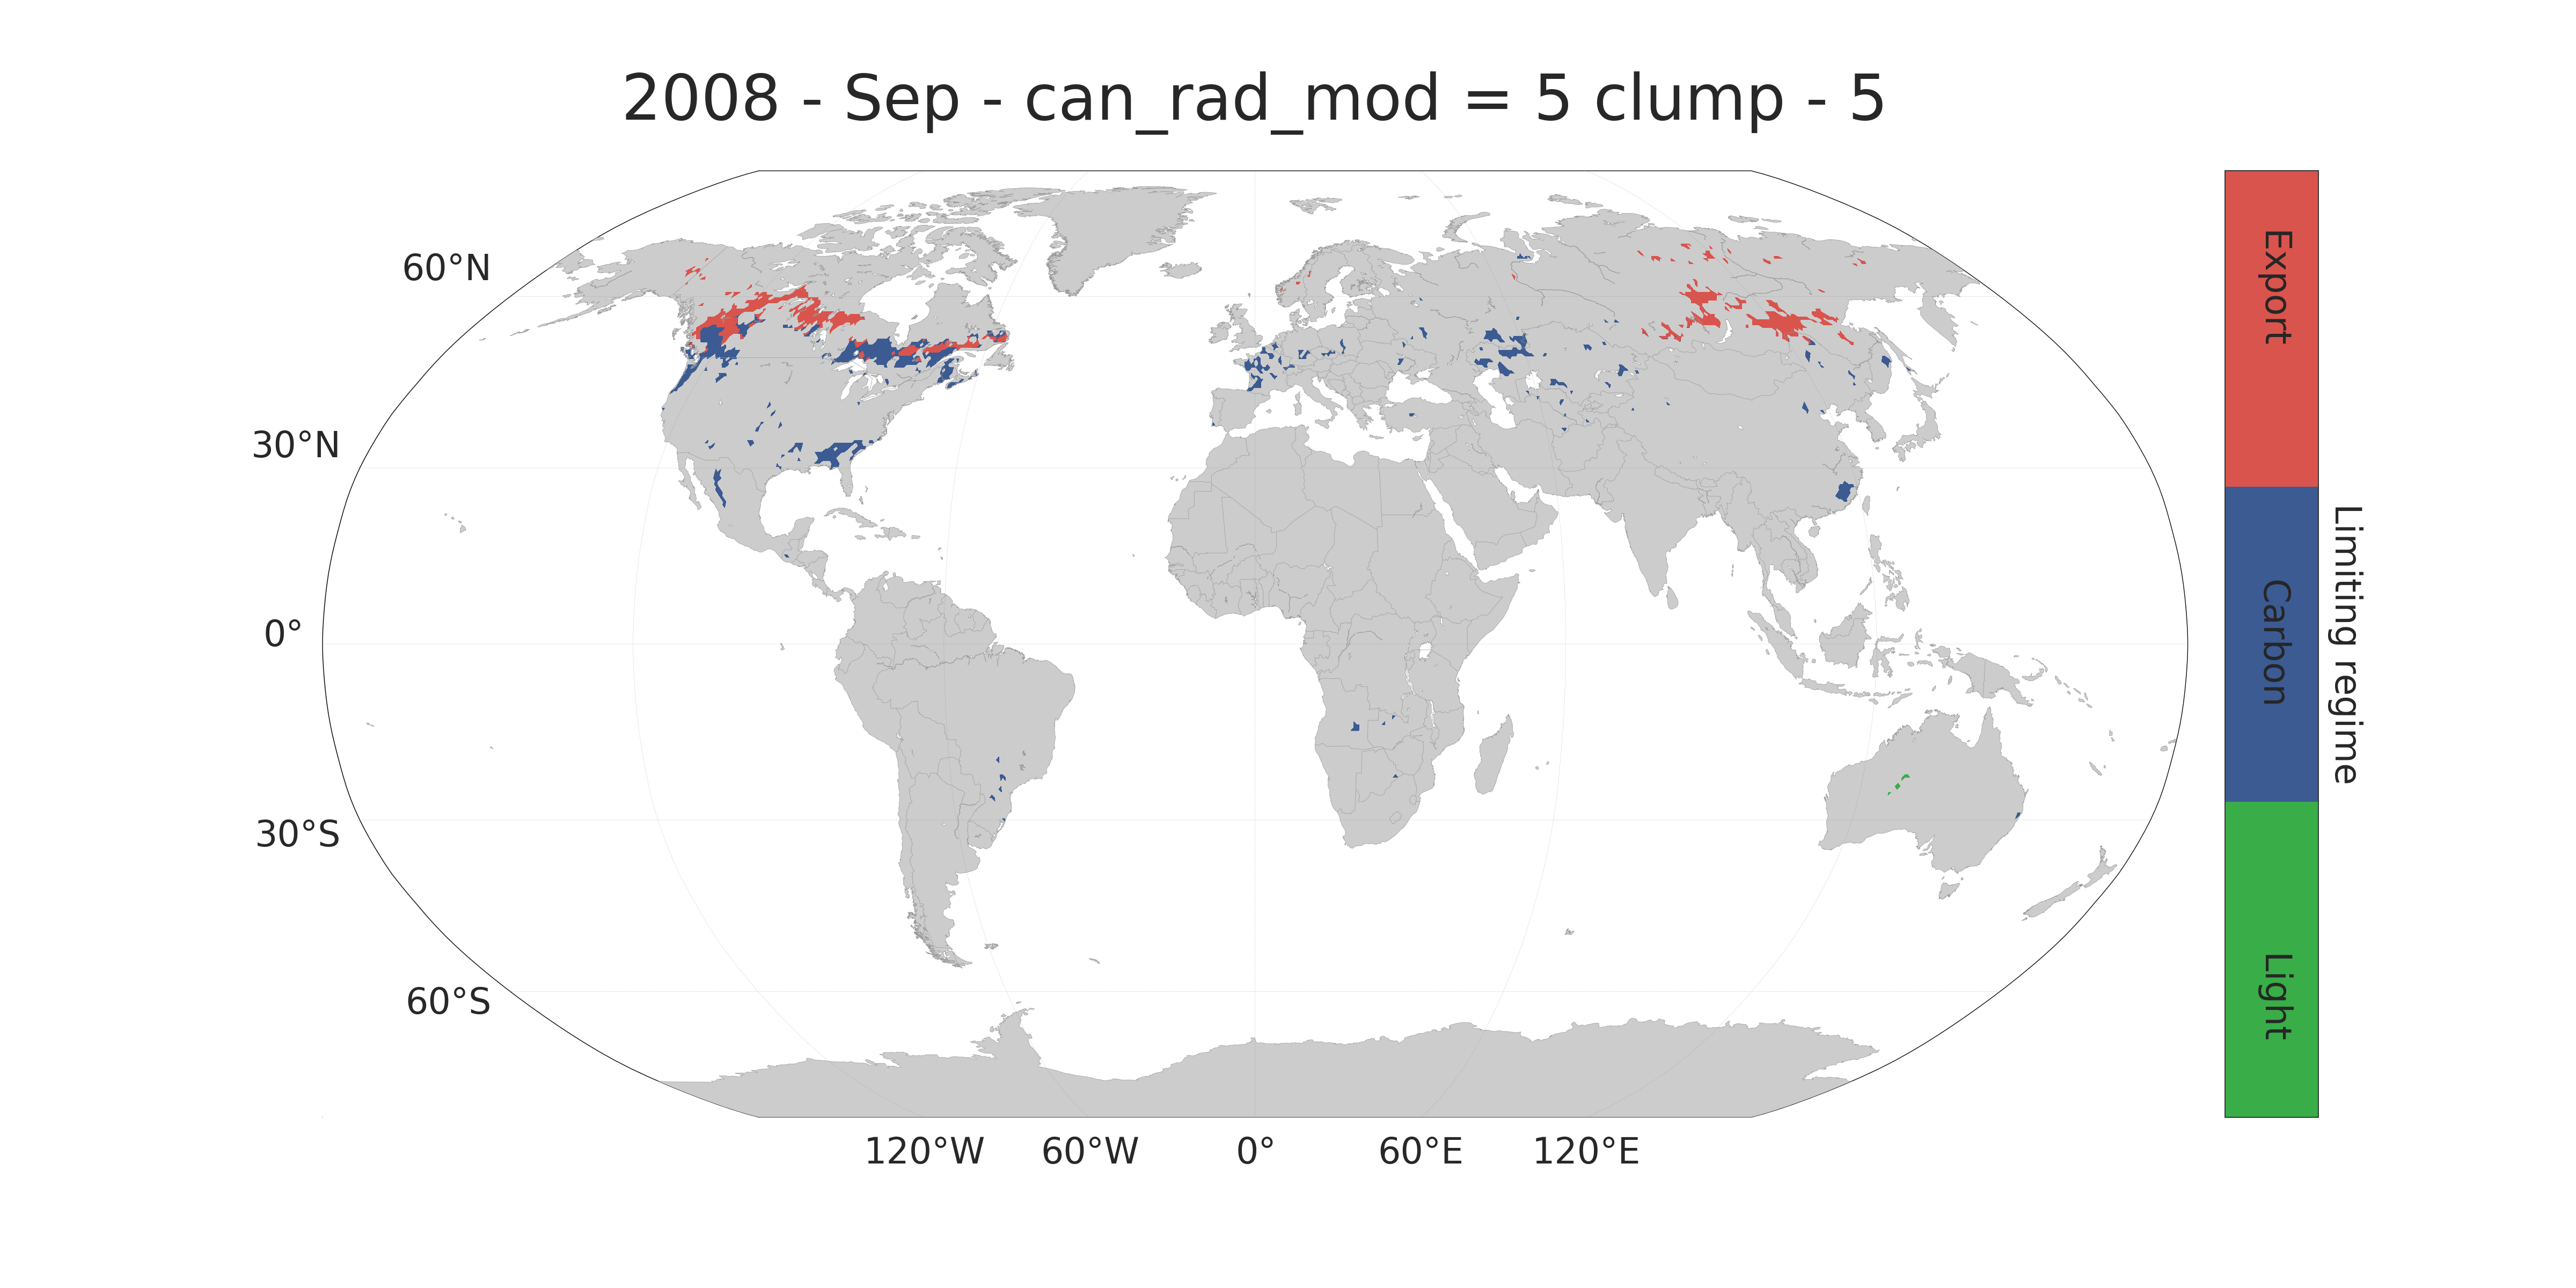 2008 - Sep - can_rad_mod = 5 clump - 5
60°N
30°N
0°
30°S
60°S
120°W
60°W
0°
60°E
120°E
Export
Carbon
Light
Limiting regime